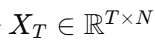 X_T ∈ ℝ^{T×N}